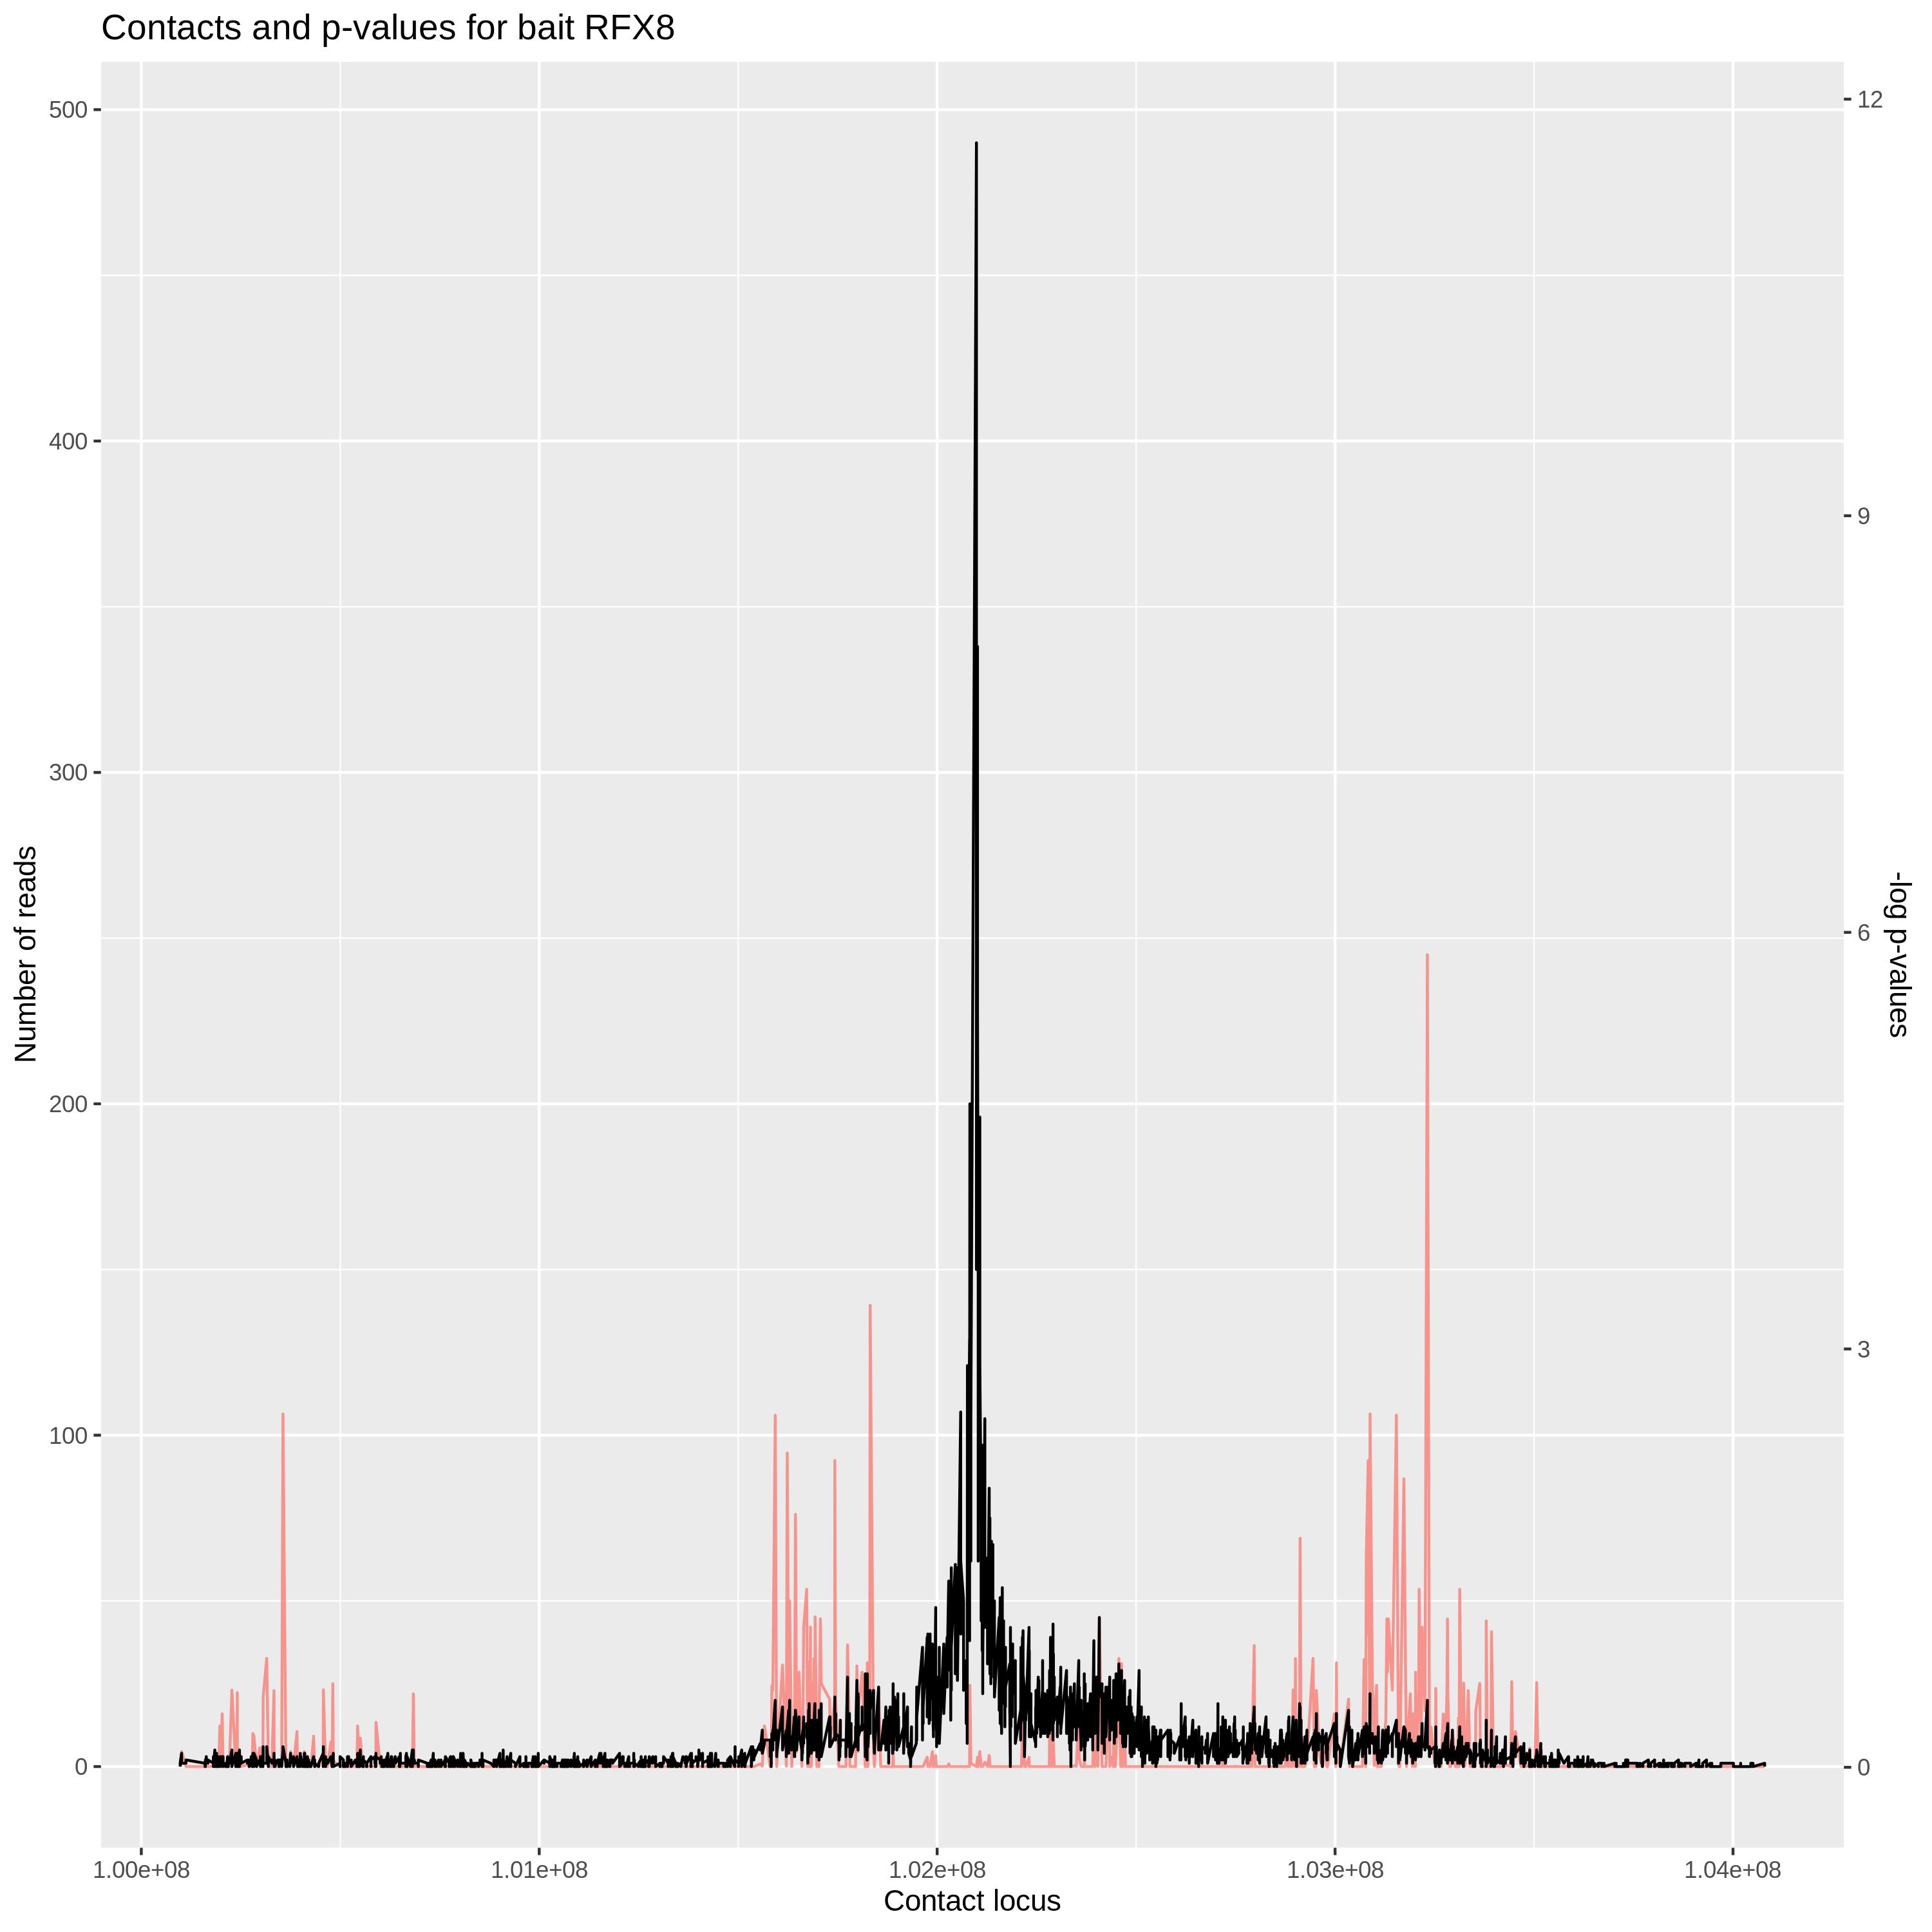 Contacts and p-values for bait RFX8
500
400
300
200
100
0
Number of reads
12
9
6
3
0
-log p-values
1.00e+08
1.01e+08
1.02e+08
1.03e+08
1.04e+08
Contact locus